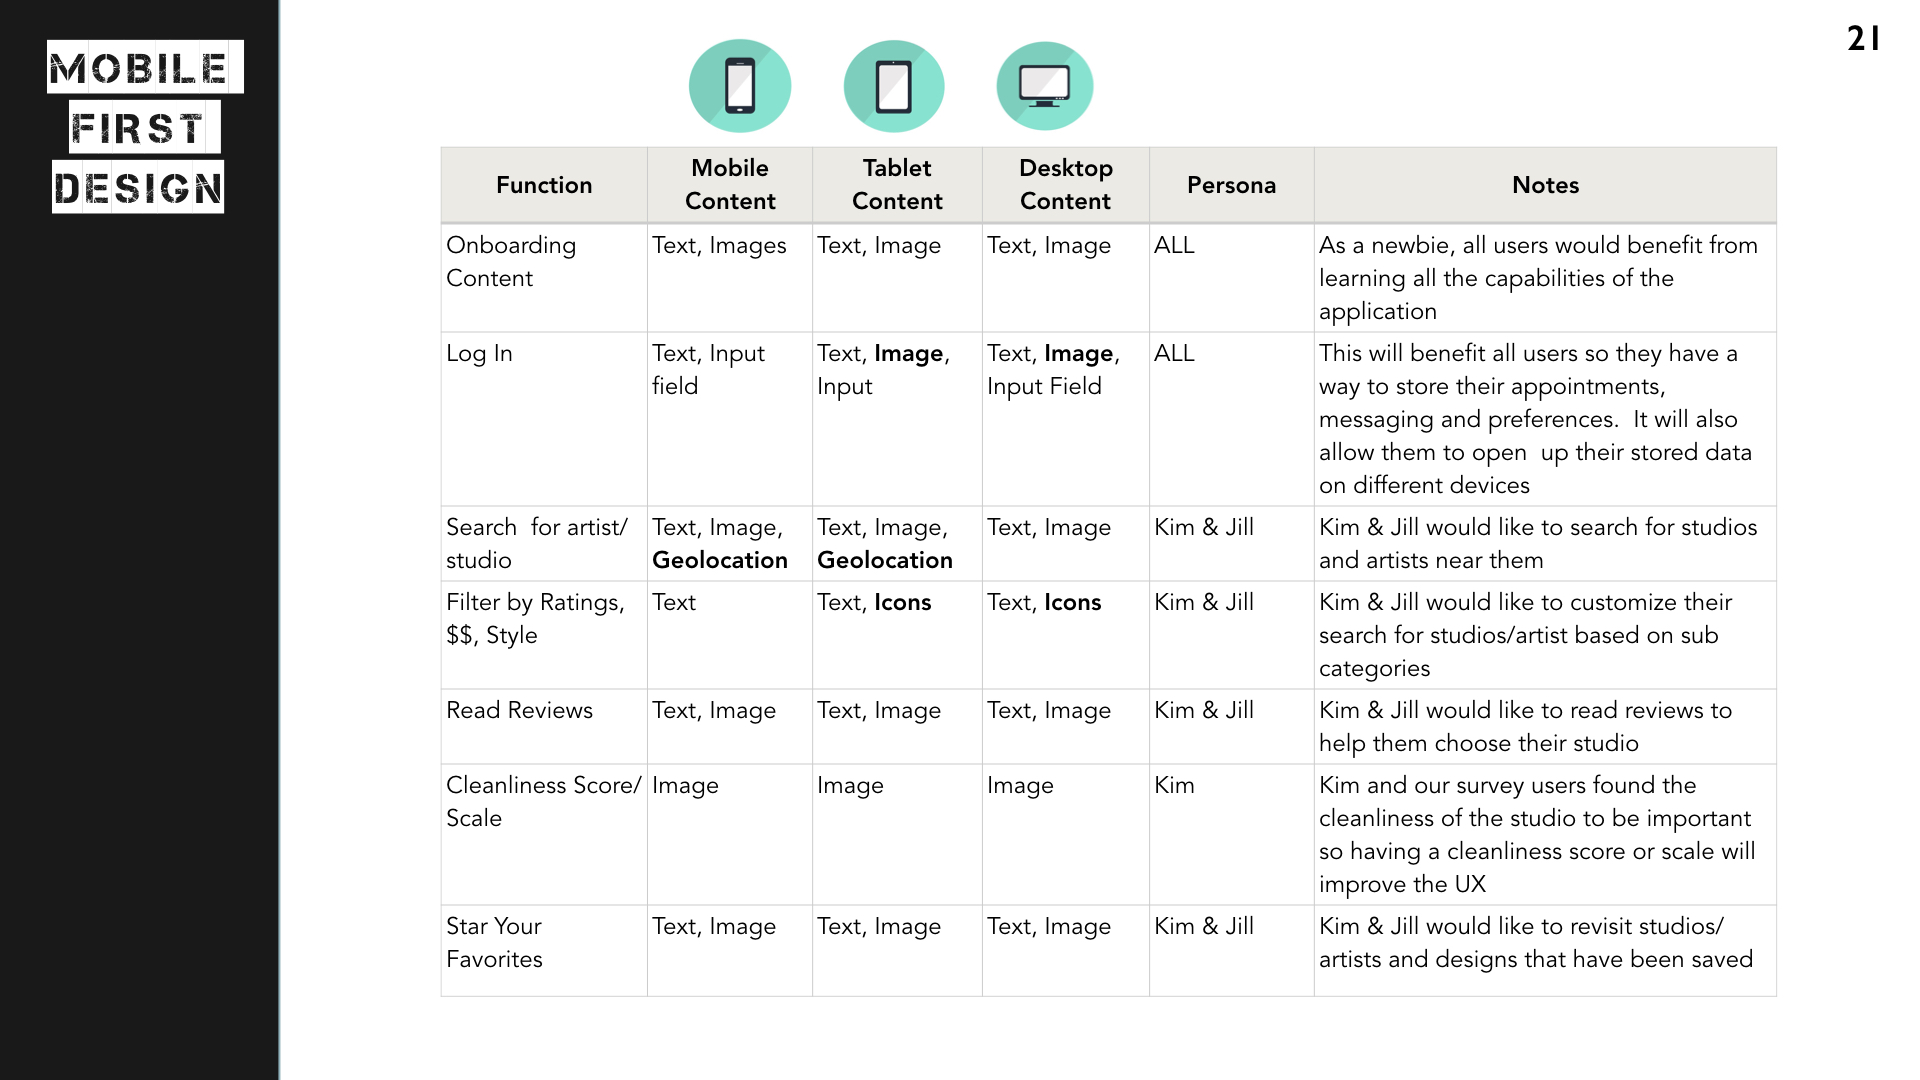 MOBILE
FIRST
DESIGN
21
Function
Mobile
Content
Tablet
Content
Desktop
Content
Persona
Notes
Onboarding
Content
Text, Images
Text, Image
Text, Image
ALL
As a newbie, all users would benefit from
learning all the capabilities of the
application
Log In
Text, Input
field
Text, Image,
Input
Text, Image,
Input Field
ALL
This will benefit all users so they have a
way to store their appointments,
messaging and preferences.  It will also
allow them to open  up their stored data
on different devices
Search  for artist/
studio
Text, Image,
Geolocation
Text, Image,
Geolocation
Text, Image
Kim & Jill
Kim & Jill would like to search for studios
and artists near them
Filter by Ratings,
$$, Style
Text
Text, Icons
Text, Icons
Kim & Jill
Kim & Jill would like to customize their
search for studios/artist based on sub
categories
Read Reviews
Text, Image
Text, Image
Text, Image
Kim & Jill
Kim & Jill would like to read reviews to
help them choose their studio
Cleanliness Score/
Scale
Image
Image
Image
Kim
Kim and our survey users found the
cleanliness of the studio to be important
so having a cleanliness score or scale will
improve the UX
Star Your
Favorites
Text, Image
Text, Image
Text, Image
Kim & Jill
Kim & Jill would like to revisit studios/
artists and designs that have been saved